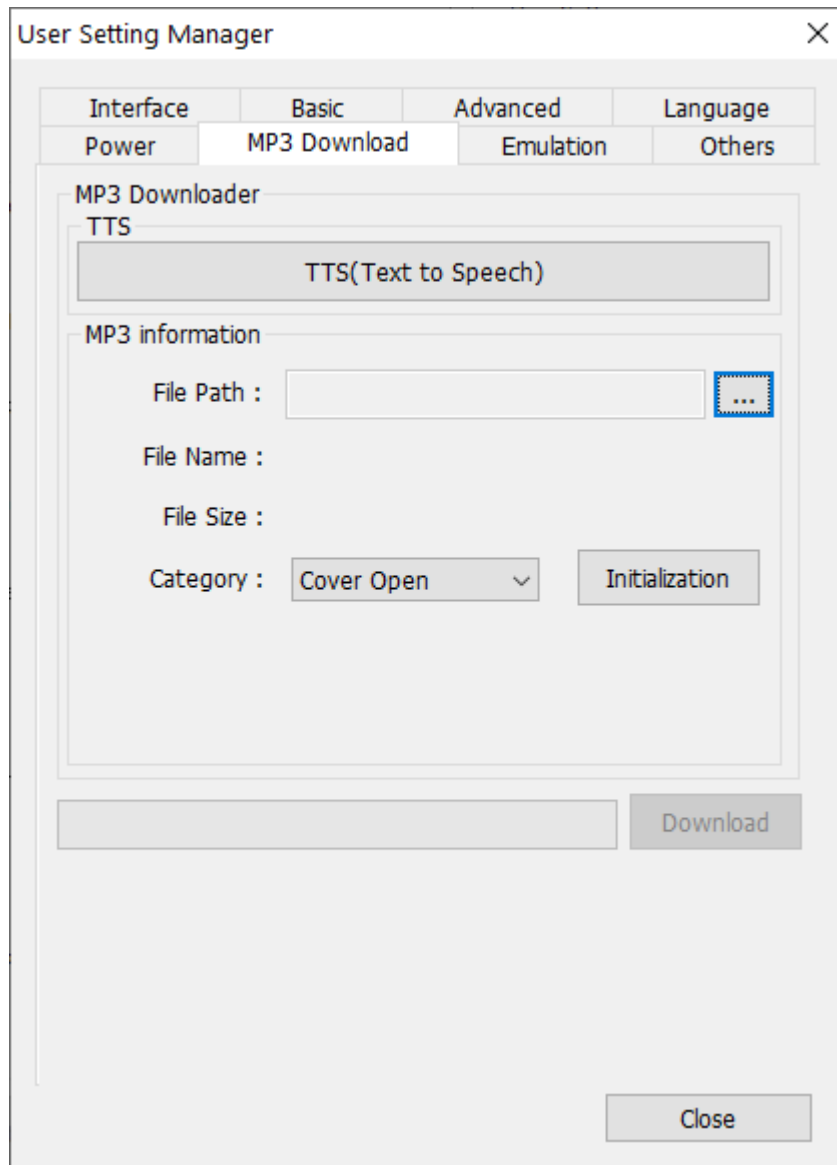 User Setting Manager
Interface Basic Advanced Language
Power MP3 Download Emulation Others
MP3 Downloader
TTS
TTS(Text to Speech)
MP3 information
File Path : ...
File Name :
File Size :
Category : Cover Open Initialization
Download
Close